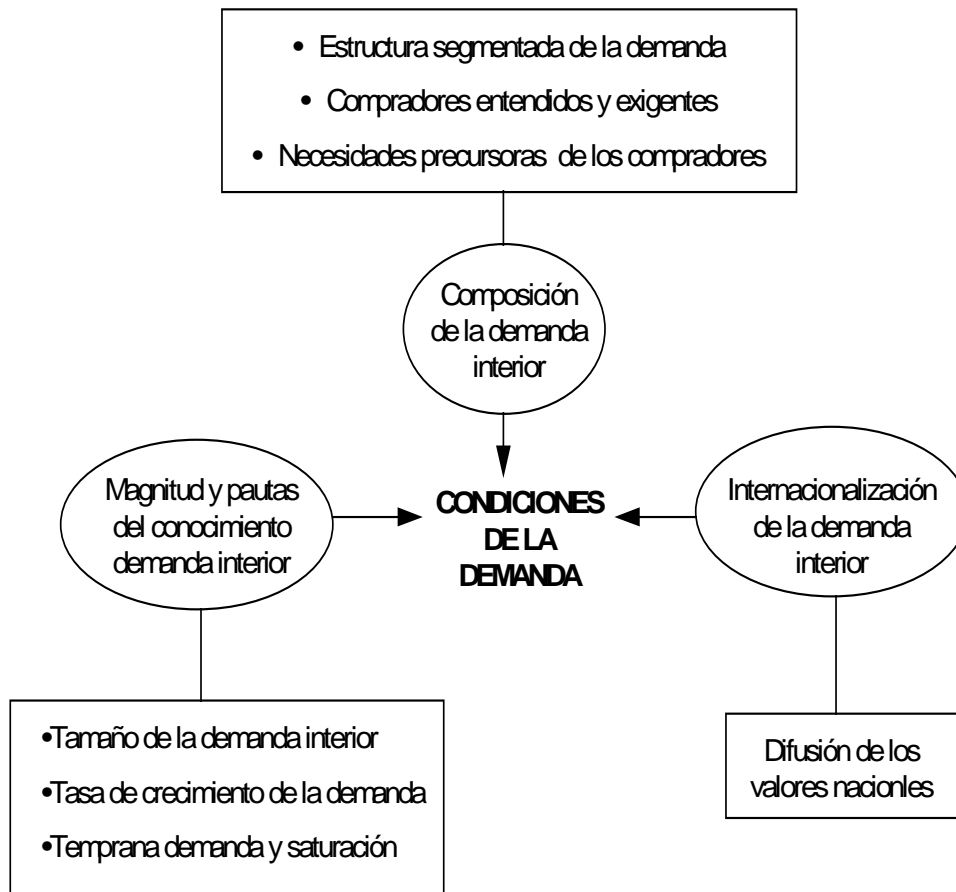 • Estructura segmentada de la demanda
• Compradores entendidos y exigentes
• Necesidades precursoras de los compradores
Composición
de la demanda
interior
Magnitud y pautas
del conocimiento
demanda interior
CONDICIONES
DE LA
DEMANDA
Internacionalización
de la demanda
interior
•Tamaño de la demanda interior
•Tasa de crecimiento de la demanda
•Temprana demanda y saturación
Difusión de los
valores nacionles